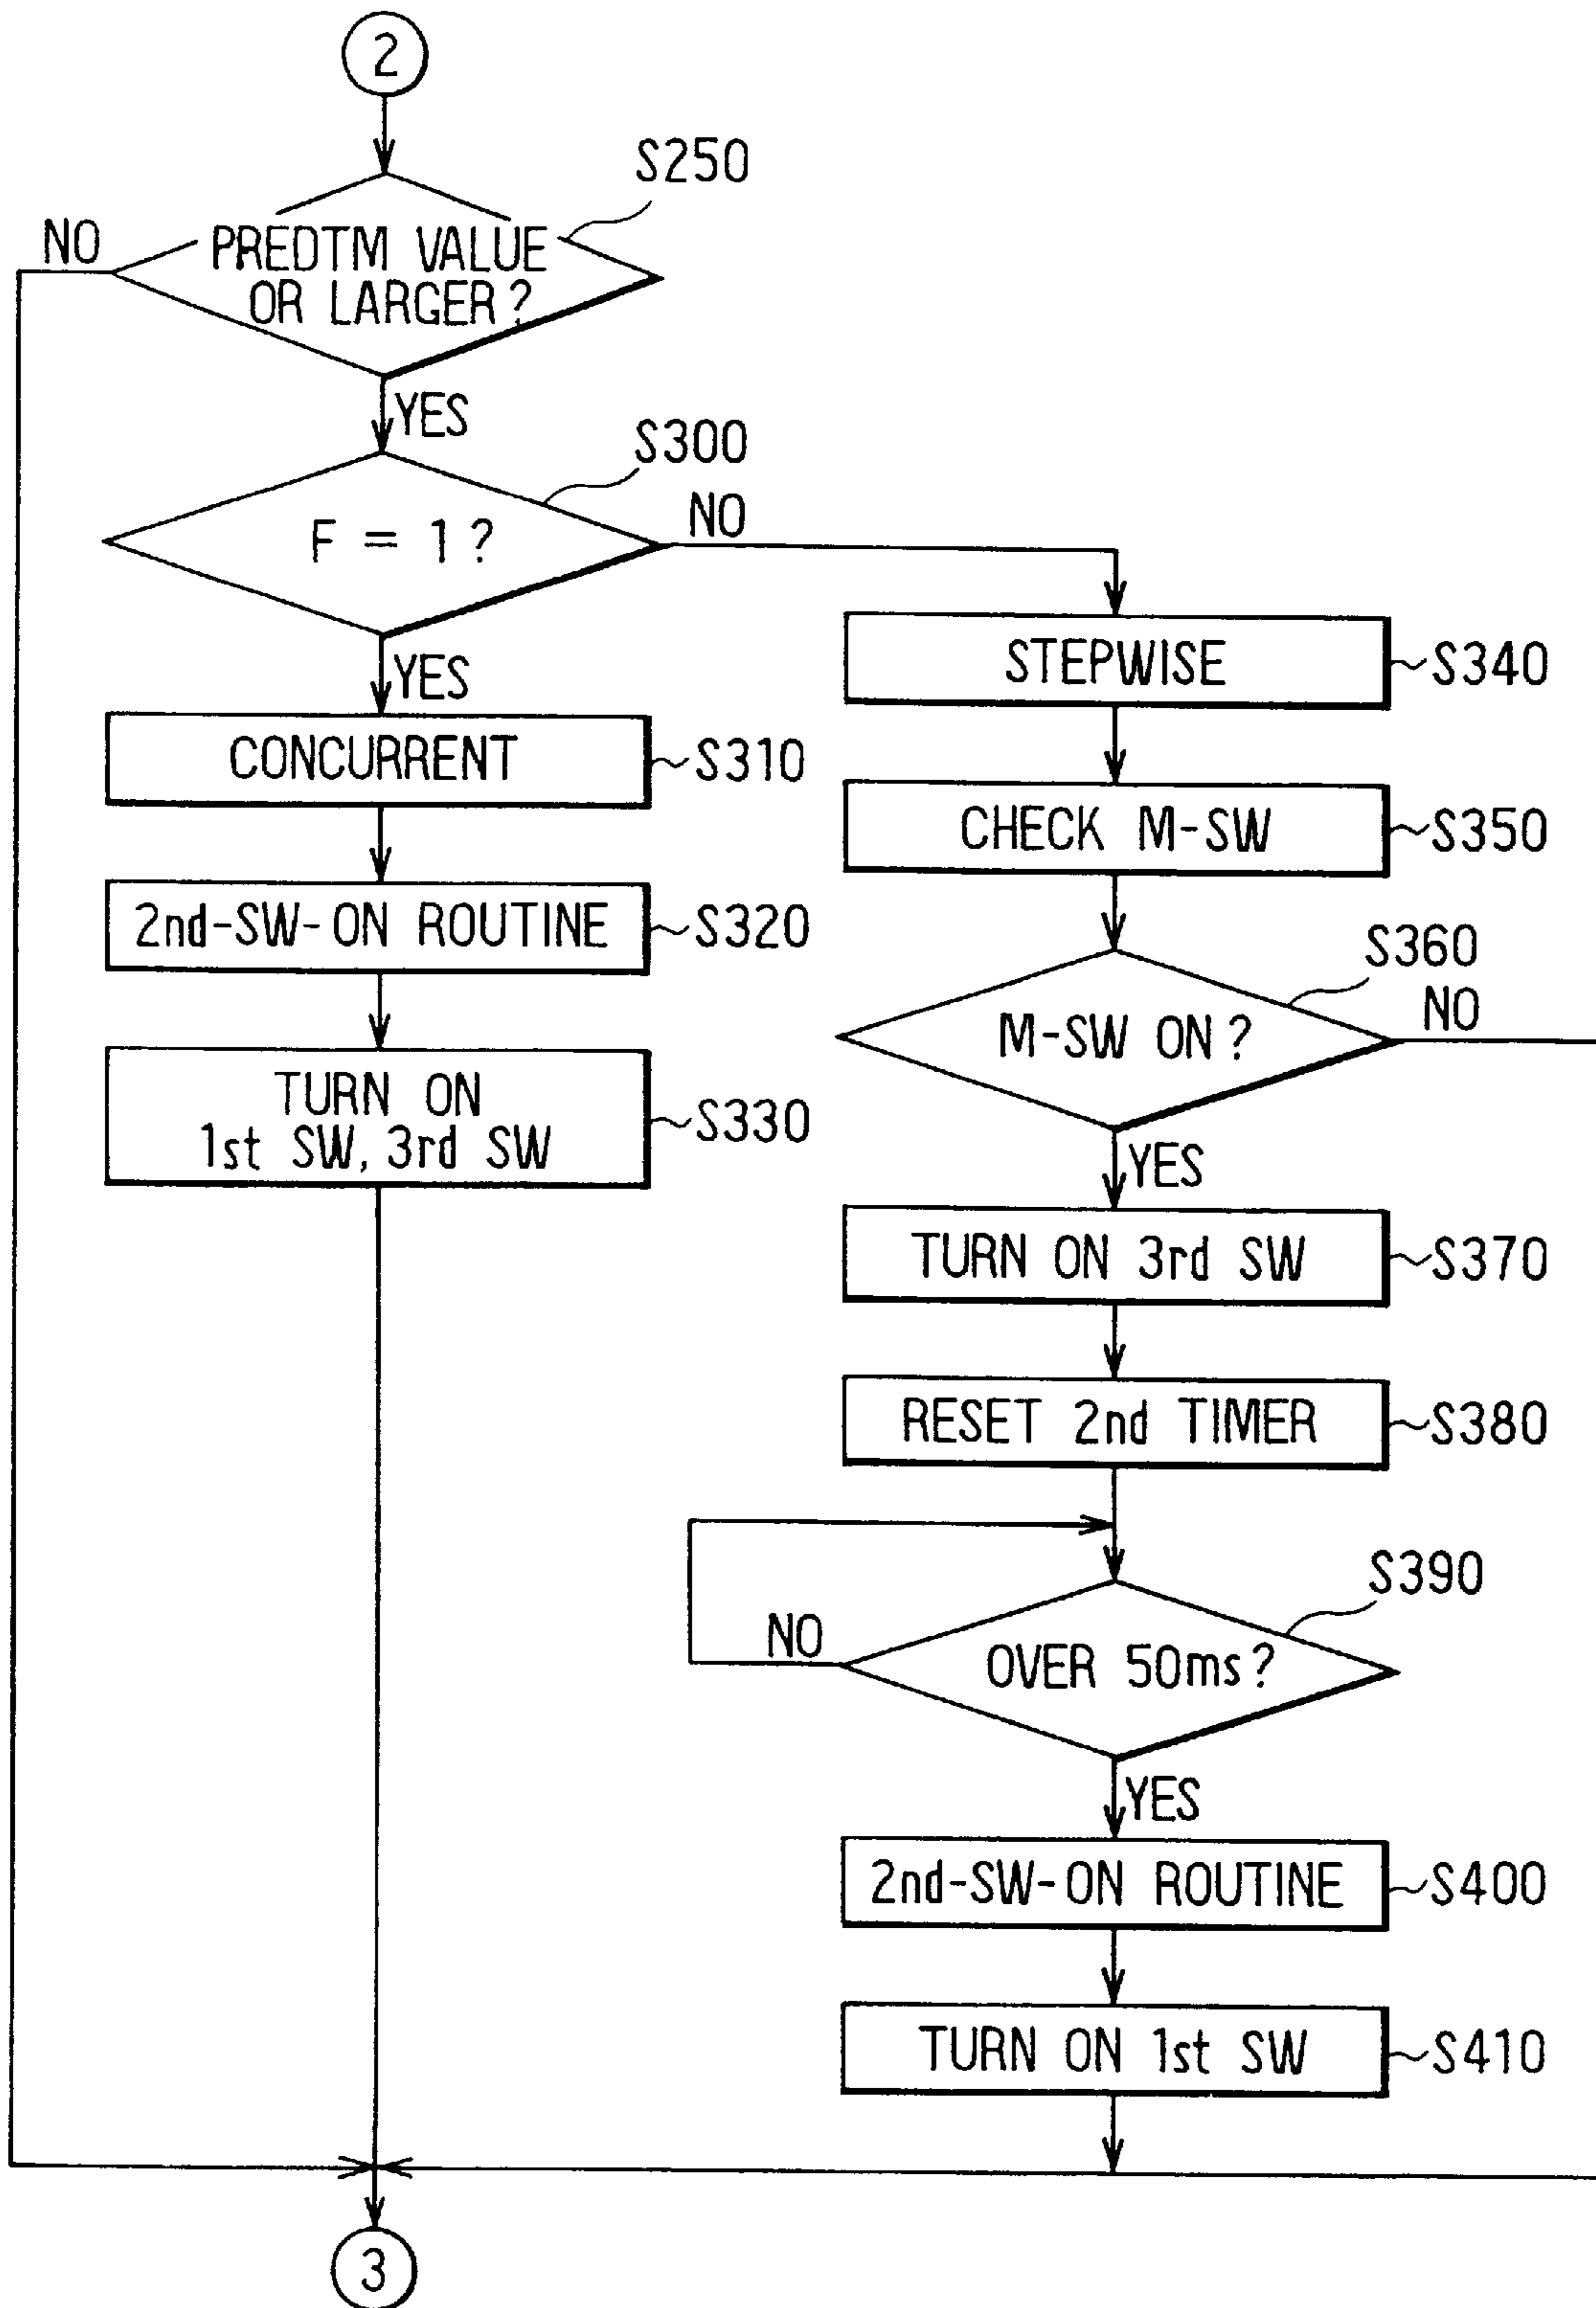 2
S250
NO
PREDTM VALUE
OR LARGER?
YES
S300
F = 1?
NO
YES
CONCURRENT
S310
2nd-SW-ON ROUTINE
S320
TURN ON
1st SW, 3rd SW
S330
STEPWISE
S340
CHECK M-SW
S350
S360
M-SW ON?
NO
YES
TURN ON 3rd SW
S370
RESET 2nd TIMER
S380
S390
NO
OVER 50ms?
YES
2nd-SW-ON ROUTINE
S400
TURN ON 1st SW
S410
3